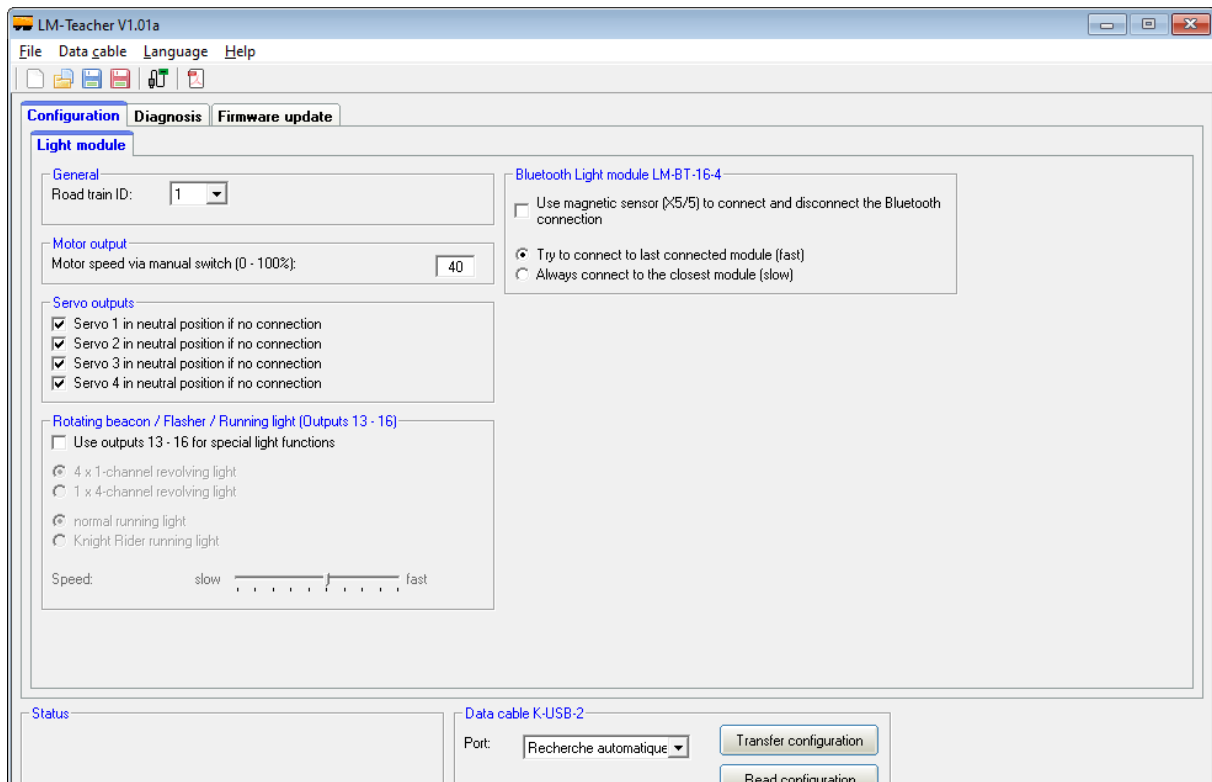 LM-Teacher V1.01a
File Data cable Language Help
Configuration Diagnosis Firmware update
Light module
General
Road train ID: 1
Motor output
Motor speed via manual switch (0 - 100%): 40
Servo outputs
Servo 1 in neutral position if no connection
Servo 2 in neutral position if no connection
Servo 3 in neutral position if no connection
Servo 4 in neutral position if no connection
Rotating beacon / Flasher / Running light (Outputs 13 - 16)
Use outputs 13 - 16 for special light functions
4 x 1-channel revolving light
1 x 4-channel revolving light
normal running light
Knight Rider running light
Speed: slow fast
Bluetooth Light module LM-BT-16-4
Use magnetic sensor (X5/5) to connect and disconnect the Bluetooth
connection
Try to connect to last connected module (fast)
Always connect to the closest module (slow)
Status
Data cable K-USB-2
Port: Recherche automatique
Transfer configuration
Read configuration